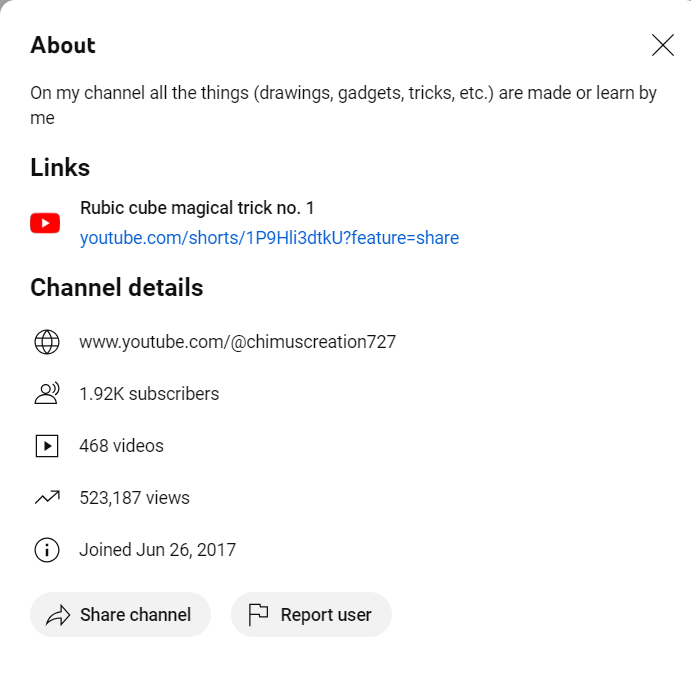 About
On my channel all the things (drawings, gadgets, tricks, etc.) are made or learn by
me
Links
Rubic cube magical trick no. 1
youtube.com/shorts/1P9Hli3dtkU?feature=share
Channel details
www.youtube.com/@chimuscreation727
1.92K subscribers
468 videos
523,187 views
Joined Jun 26, 2017
Share channel
Report user